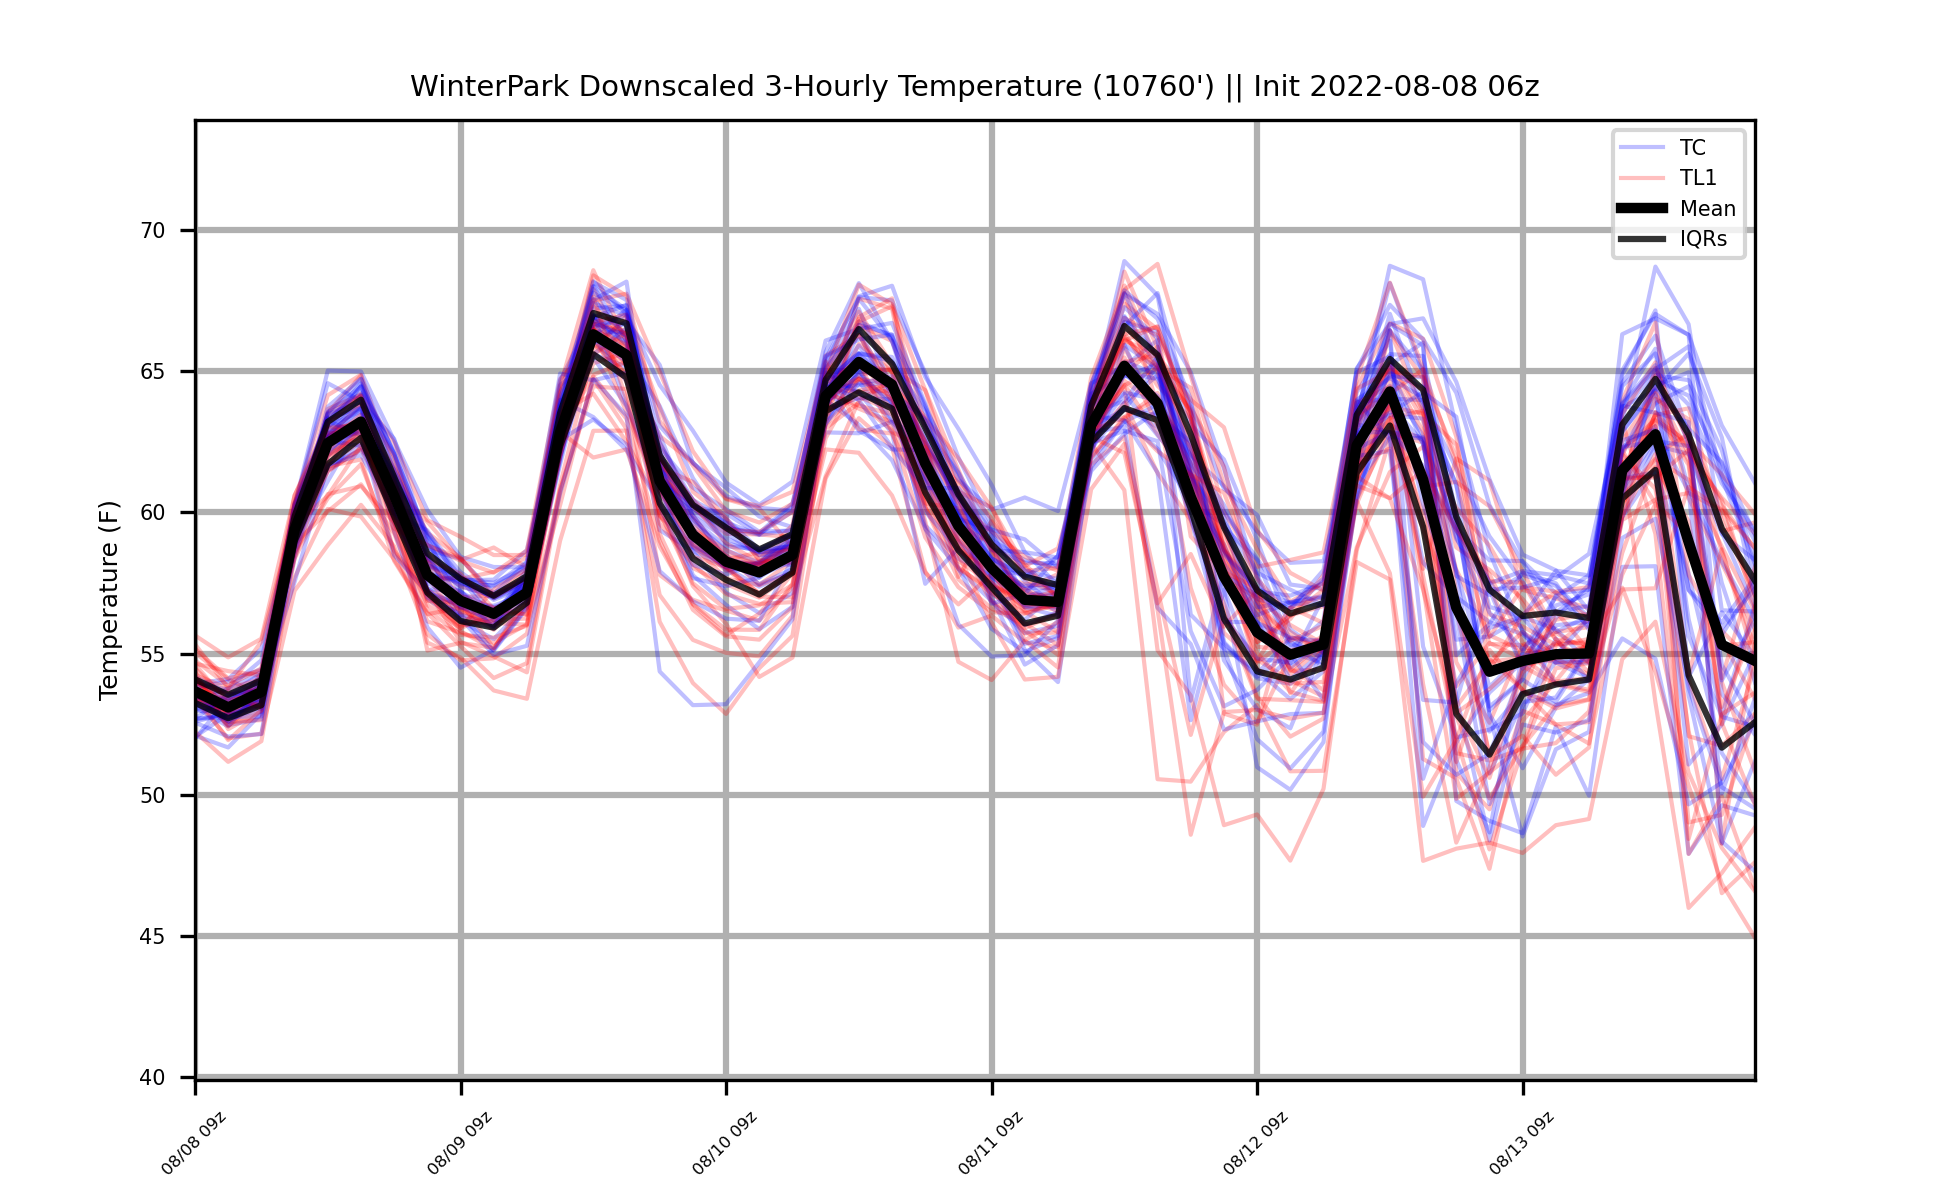 WinterPark Downscaled 3-Hourly Temperature (10760') || Init 2022-08-08 06z
TC
TL1
Mean
IQRs
Temperature (F)
70
65
60
55
50
45
40
08/08 09z
08/09 09z
08/10 09z
08/11 09z
08/12 09z
08/13 09z